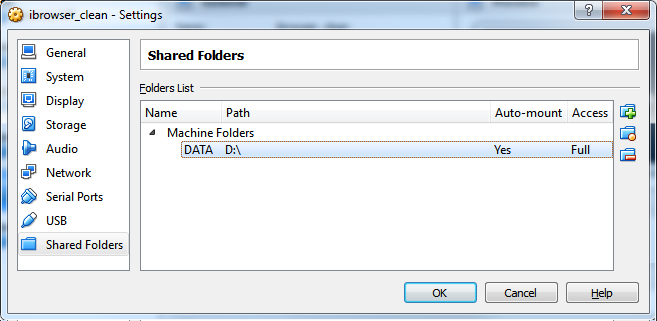 ibrowser_clean - Settings
General
System
Display
Storage
Audio
Network
Serial Ports
USB
Shared Folders
Shared Folders
Folders List
Name Path Auto-mount Access
Machine Folders
DATA D:\ Yes Full
OK Cancel Help